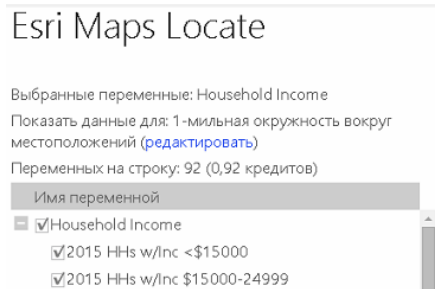 Esri Maps Locate
Выбранные переменные: Household Income
Показать данные для: 1-мильная окружность вокруг
местоположений (редактировать)
Переменных на строку: 92 (0,92 кредитов)
Имя переменной
Household Income
2015 HHs w/Inc <$15000
2015 HHs w/Inc $15000-24999